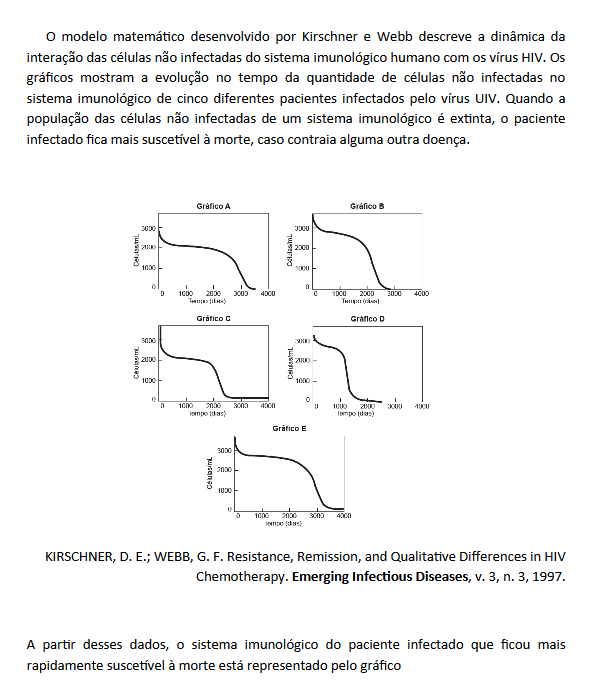 O modelo matemático desenvolvido por Kirschner e Webb descreve a dinâmica da
interação das células não infectadas do sistema imunológico humano com os vírus HIV. Os
gráficos mostram a evolução no tempo da quantidade de células não infectadas no
sistema imunológico de cinco diferentes pacientes infectados pelo vírus UIV. Quando a
população das células não infectadas de um sistema imunológico é extinta, o paciente
infectado fica mais suscetível à morte, caso contraia alguma outra doença.
Gráfico A
Células/mL
3000
2000
1000
0
0 1000 2000 3000 4000
Tempo (dias)
Gráfico B
Células/mL
3000
2000
1000
0
0 1000 2000 3000 4000
Tempo (dias)
Gráfico C
Células/mL
3000
2000
1000
0
0 1000 2000 3000 4000
Tempo (dias)
Gráfico D
Células/mL
3000
2000
1000
0
0 1000 2000 3000 4000
Tempo (dias)
Gráfico E
Células/mL
3000
2000
1000
0
0 1000 2000 3000 4000
Tempo (dias)
KIRSCHNER, D. E.; WEBB, G. F. Resistance, Remission, and Qualitative Differences in HIV
Chemotherapy. Emerging Infectious Diseases, v. 3, n. 3, 1997.
A partir desses dados, o sistema imunológico do paciente infectado que ficou mais
rapidamente suscetível à morte está representado pelo gráfico